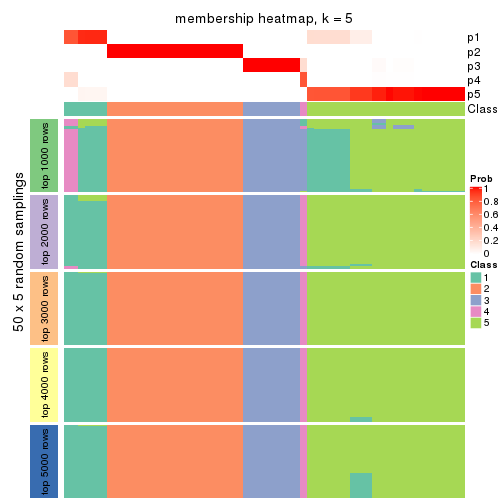 membership heatmap, k = 5
p1
p2
p3
p4
p5
Class
50 x 5 random samplings
top 1000 rows
top 2000 rows
top 3000 rows
top 4000 rows
top 5000 rows
Prob
1
0.8
0.6
0.4
0.2
0
Class
1
2
3
4
5